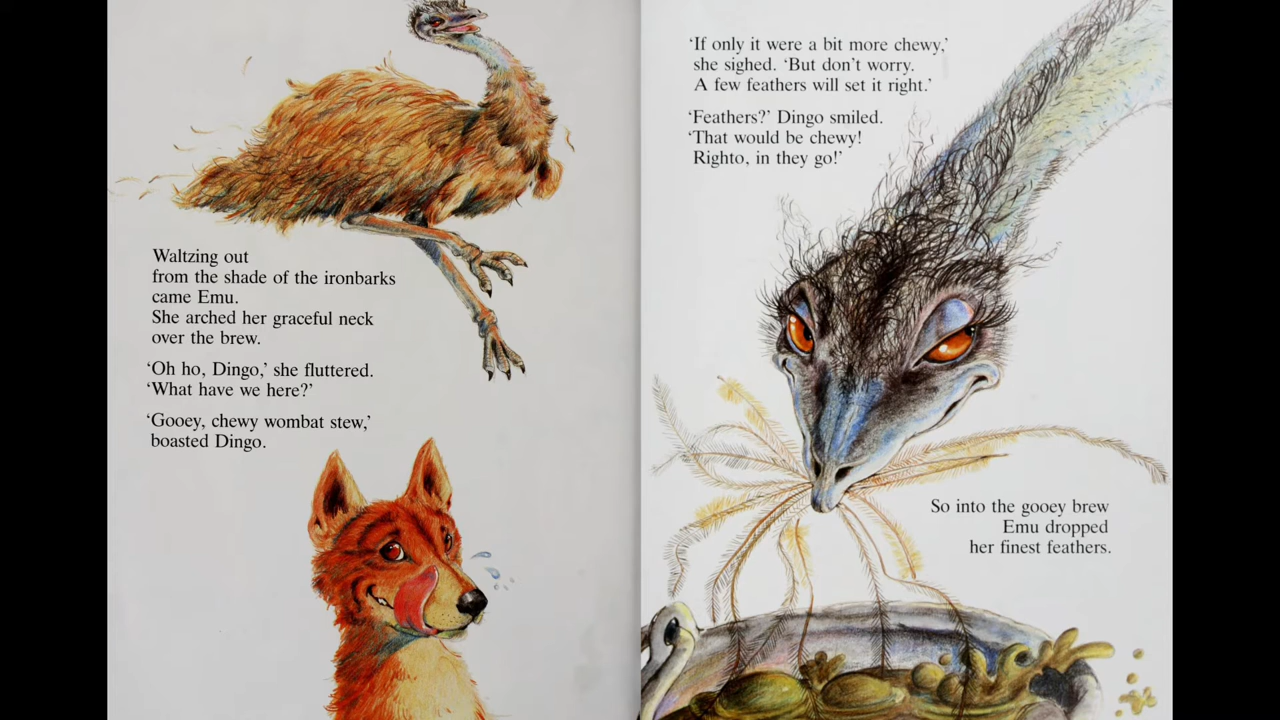 Waltzing out
from the shade of the ironbarks
came Emu.
She arched her graceful neck
over the brew.
‘Oh ho, Dingo,’ she fluttered.
‘What have we here?’
‘Gooey, chewy wombat stew,’
boasted Dingo.
‘If only it were a bit more chewy,’
she sighed. ‘But don’t worry.
A few feathers will set it right.’
‘Feathers?’ Dingo smiled.
‘That would be chewy!
Righto, in they go!’
So into the gooey brew
Emu dropped
her finest feathers.